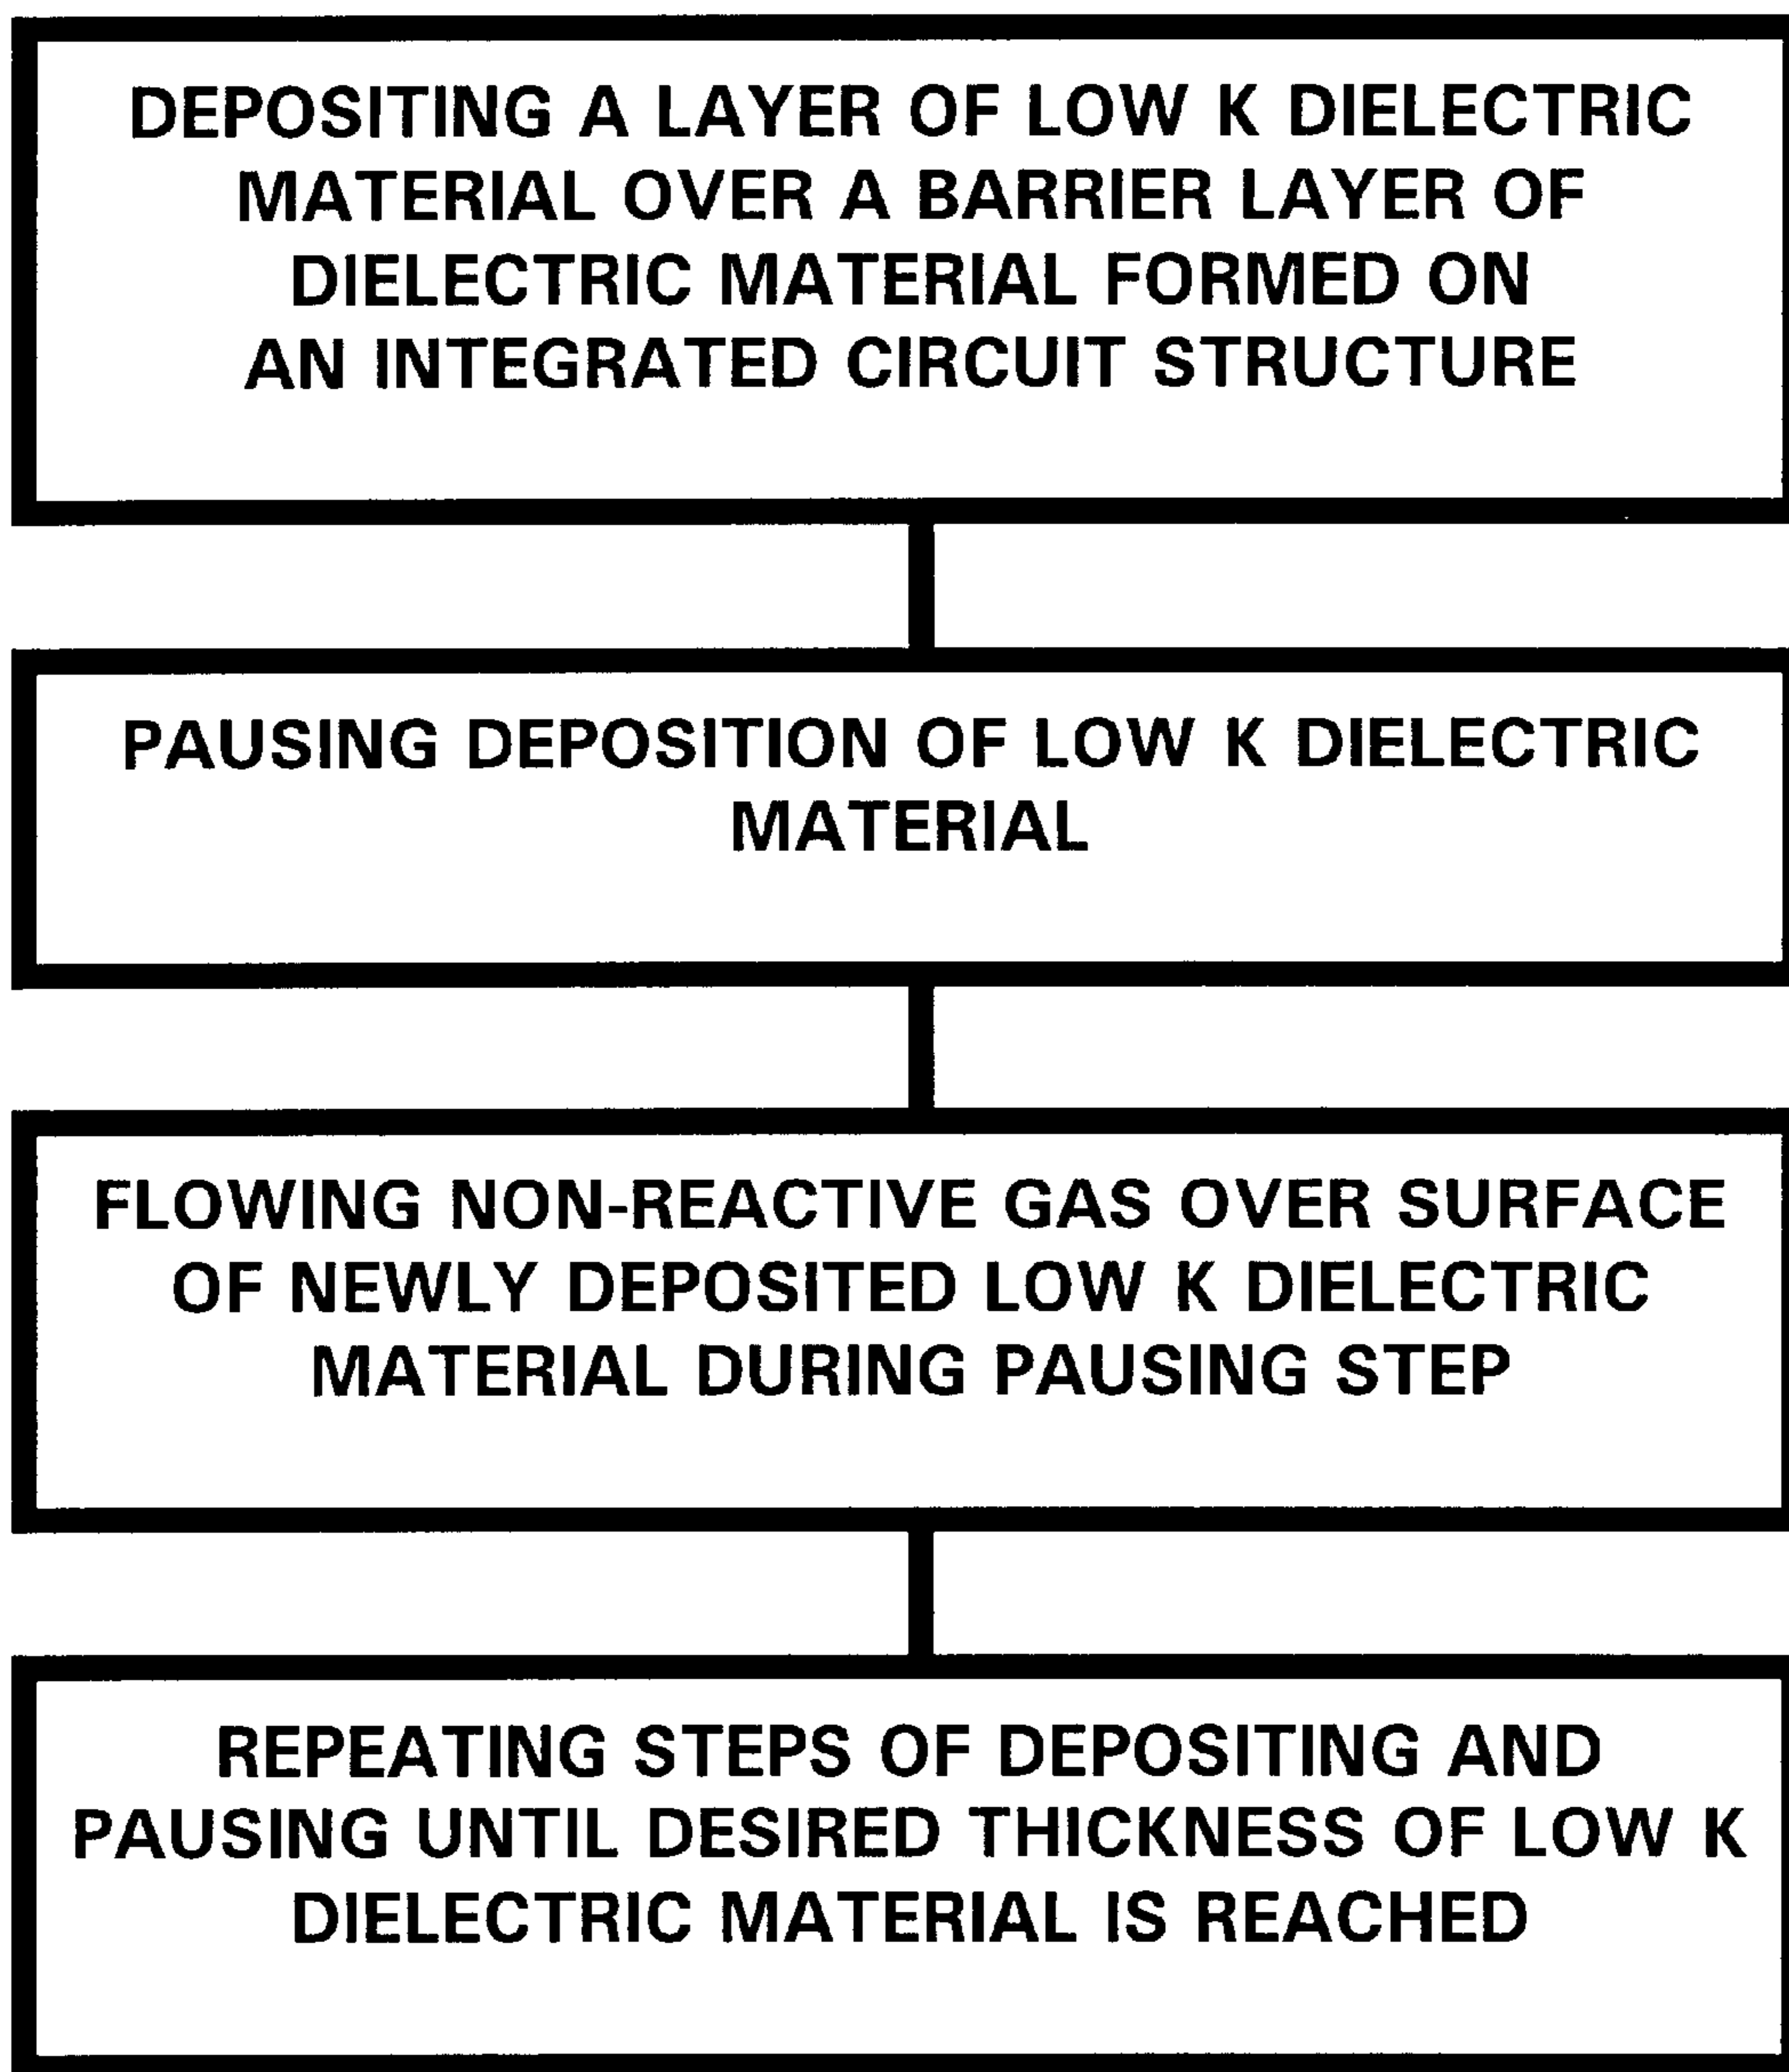 DEPOSITING A LAYER OF LOW K DIELECTRIC
MATERIAL OVER A BARRIER LAYER OF
DIELECTRIC MATERIAL FORMED ON
AN INTEGRATED CIRCUIT STRUCTURE
PAUSING DEPOSITION OF LOW K DIELECTRIC
MATERIAL
FLOWING NON-REACTIVE GAS OVER SURFACE
OF NEWLY DEPOSITED LOW K DIELECTRIC
MATERIAL DURING PAUSING STEP
REPEATING STEPS OF DEPOSITING AND
PAUSING UNTIL DESIRED THICKNESS OF LOW K
DIELECTRIC MATERIAL IS REACHED